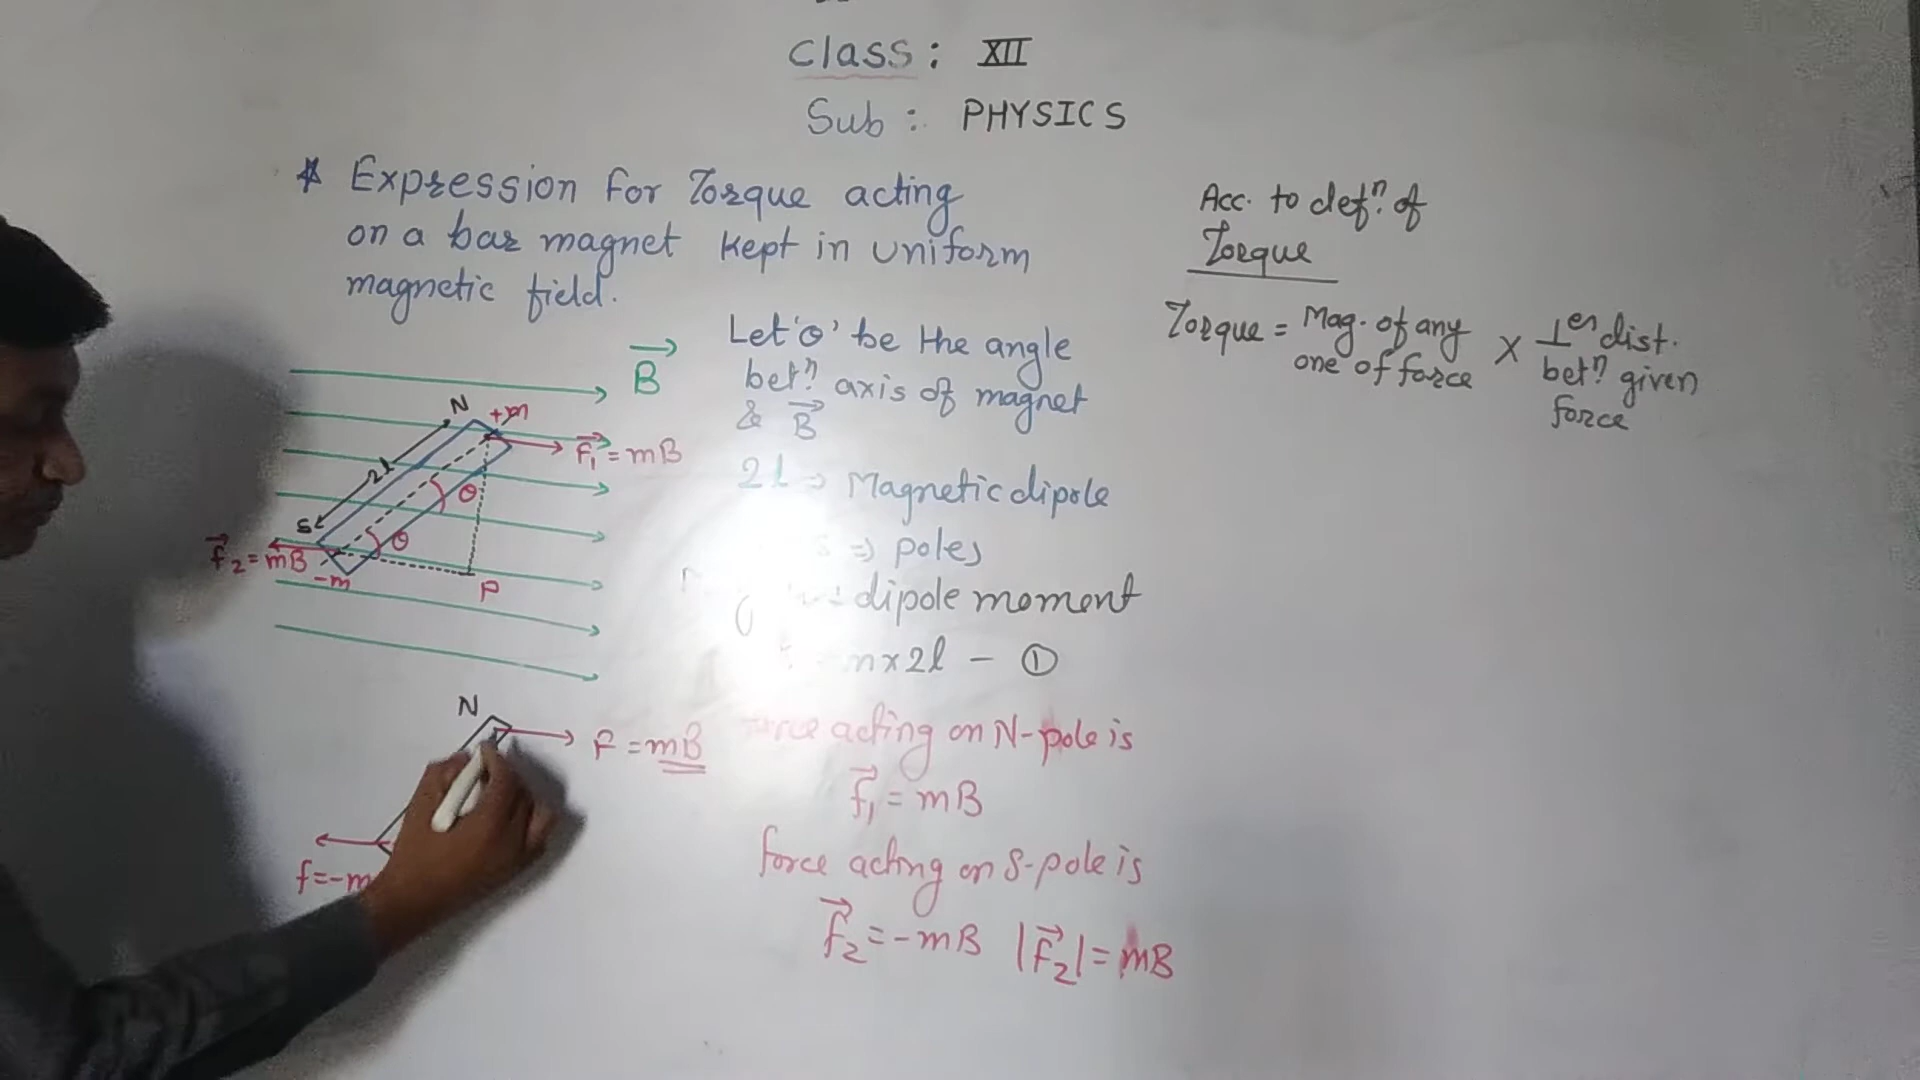 Class: XII
Sub: PHYSICS
* Expression for Torque acting
on a bar magnet kept in uniform
magnetic field.
B
N
+m
F₁ = mB
2l
θ
S
θ
f₂ = mB
-m
P
Let 'θ' be the angle
betⁿ. axis of magnet
& B
2l ⇒ Magnetic dipole
⇒ poles
dipole moment
m×2l - ①
N
F = mB
f=-m
acting on N-pole is
f₁ = mB
force acting on S-pole is
f₂ = -mB |F₂| = mB
Acc. to defⁿ. of
Torque
Torque = Mag. of any
one of force × ⊥er dist.
betⁿ. given
force